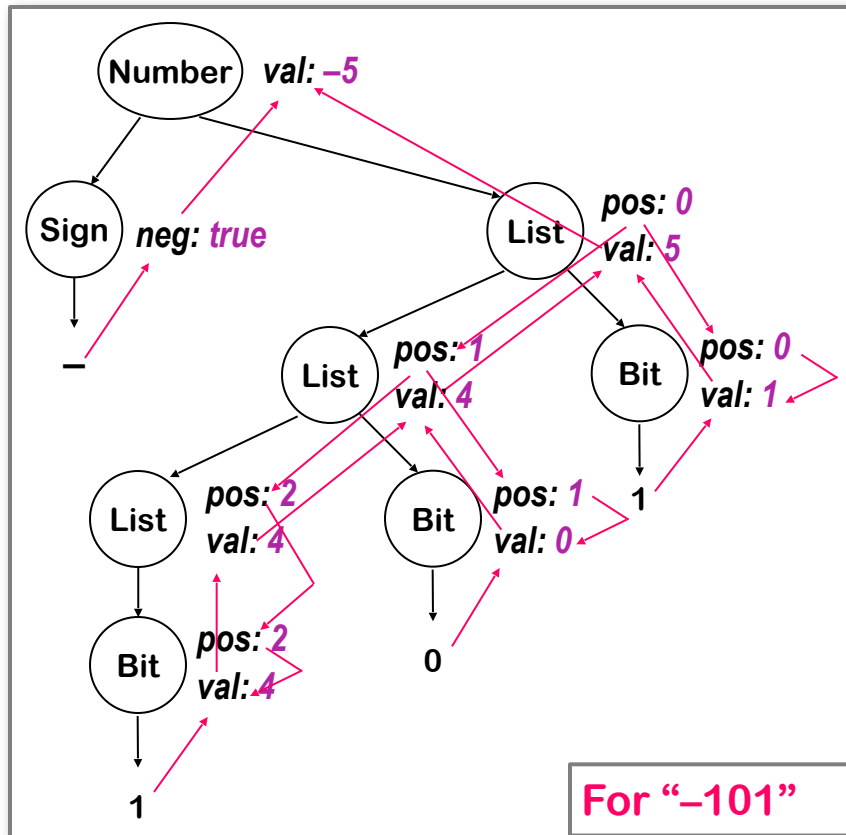 Number val: –5
pos: 0
Sign neg: true List val: 5
–
pos: 1 pos: 0
List val: 4 Bit val: 1
pos: 2 pos: 1 1
List val: 4 Bit val: 0
pos: 2
Bit val: 4 0
1
For “–101”